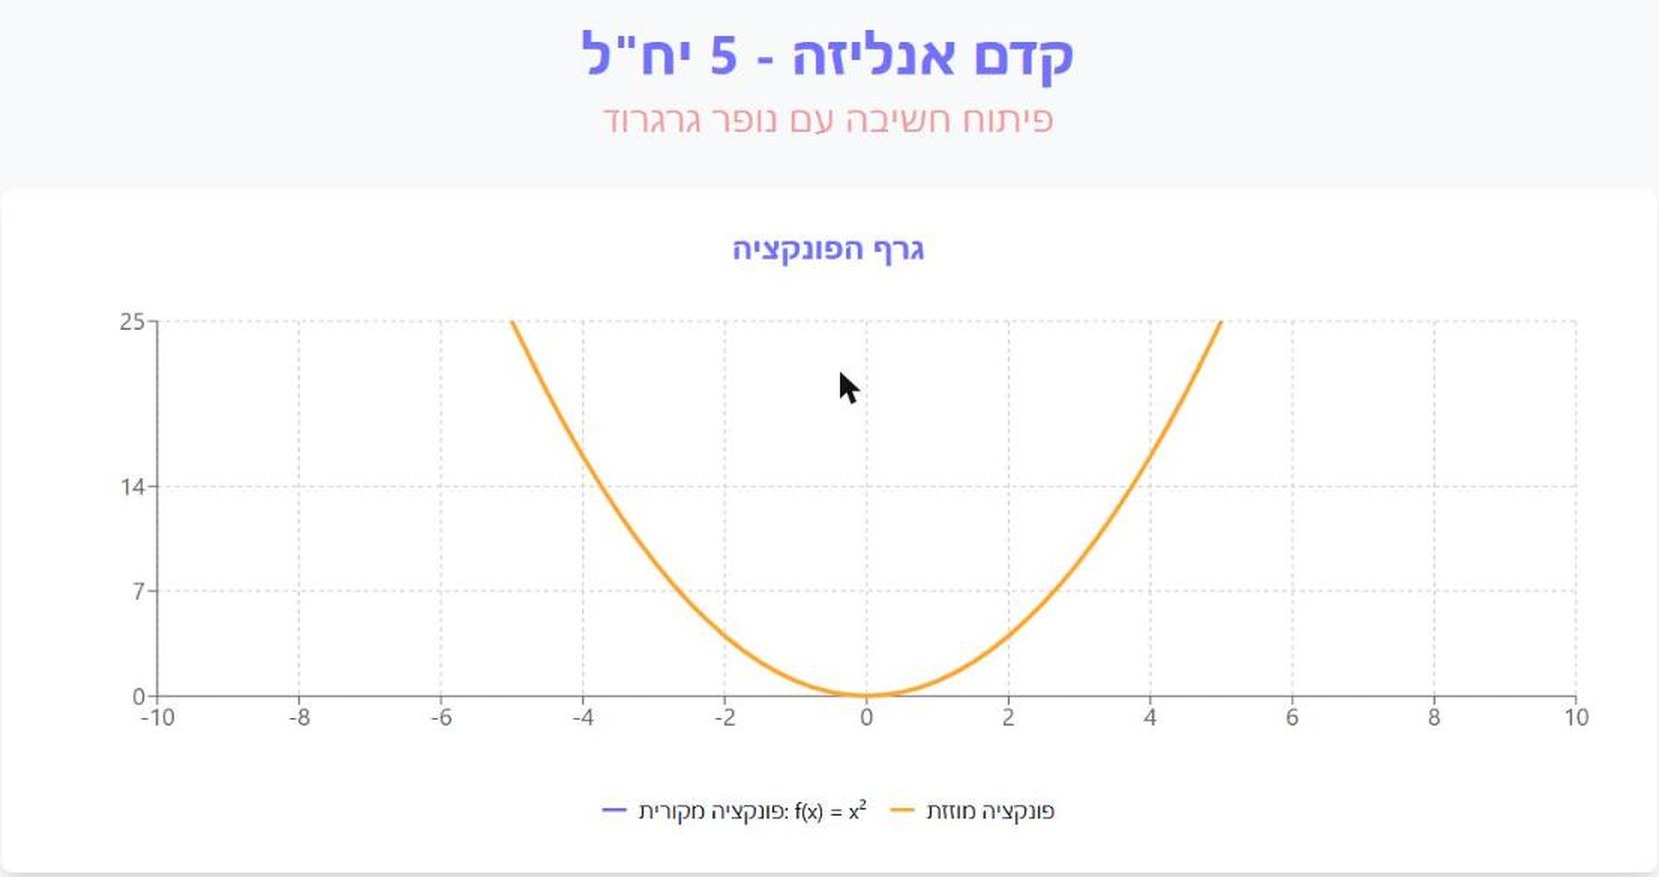 קדם אנליזה - 5 יח"ל
פיתוח חשיבה עם נופר גרגרוד
גרף הפונקציה
25
14
7
0
-10 -8 -6 -4 -2 0 2 4 6 8 10
פונקציה מקורית: f(x) = x² פונקציה מוזזת